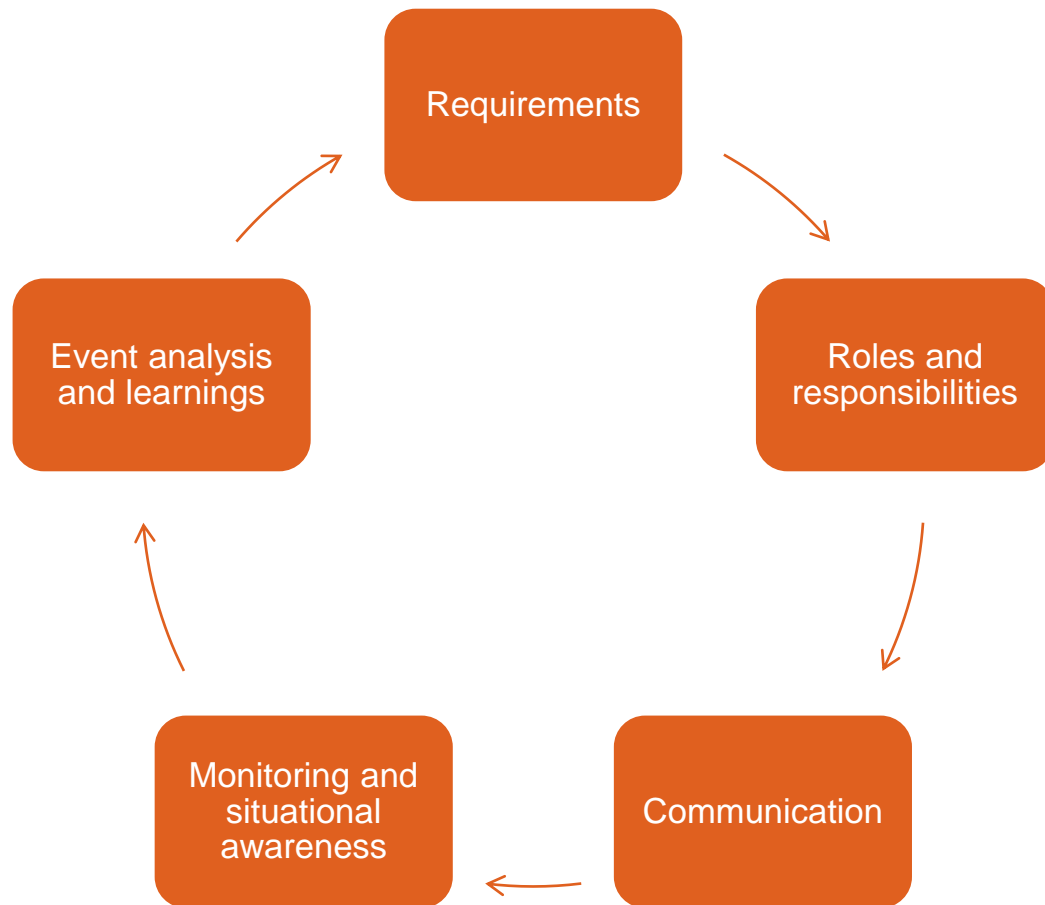 Requirements
Roles and
responsibilities
Communication
Monitoring and
situational
awareness
Event analysis
and learnings